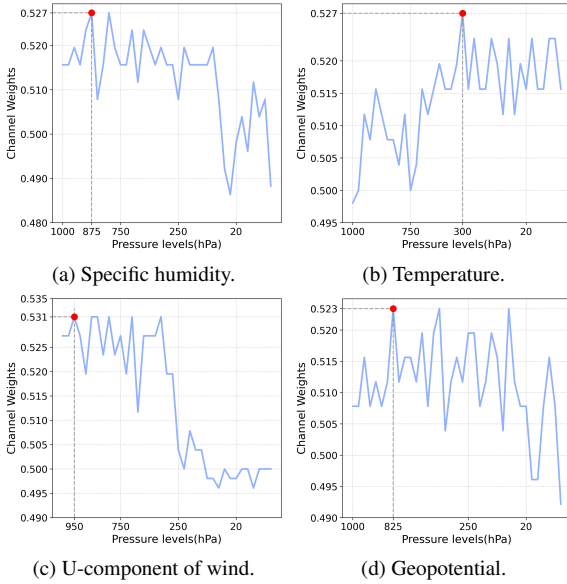 0.527
0.520
0.510
0.500
0.490
0.480
Channel Weights
1000 875 750 250 20
Pressure levels(hPa)
(a) Specific humidity.
0.527
0.520
0.515
0.510
0.505
0.500
0.495
Channel Weights
1000 750 300 20
Pressure levels(hPa)
(b) Temperature.
0.535
0.531
0.525
0.520
0.515
0.510
0.505
0.500
0.495
0.490
Channel Weights
950 750 250 20
Pressure levels(hPa)
(c) U-component of wind.
0.523
0.515
0.510
0.505
0.500
0.495
0.490
Channel Weights
1000 825 250 20
Pressure levels(hPa)
(d) Geopotential.